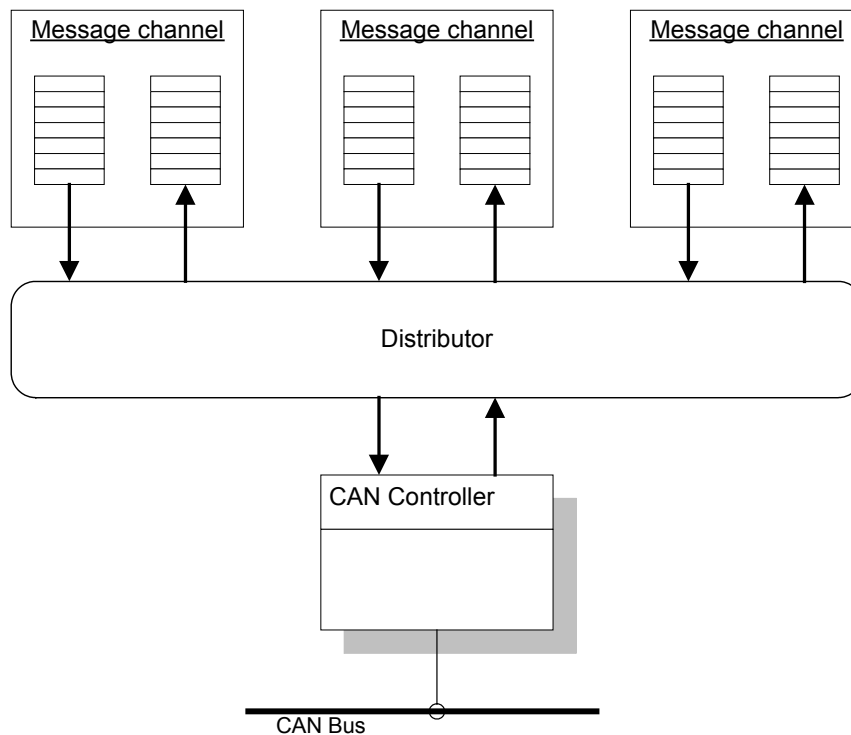 Message channel
Message channel
Message channel
Distributor
CAN Controller
CAN Bus